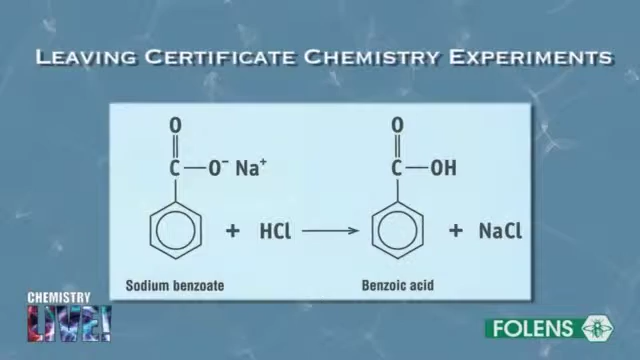 LEAVING CERTIFICATE CHEMISTRY EXPERIMENTS
O O
C—O⁻ Na⁺ C—OH
+ HCl ⟶ + NaCl
Sodium benzoate Benzoic acid
CHEMISTRY
LIVE!
FOLENS